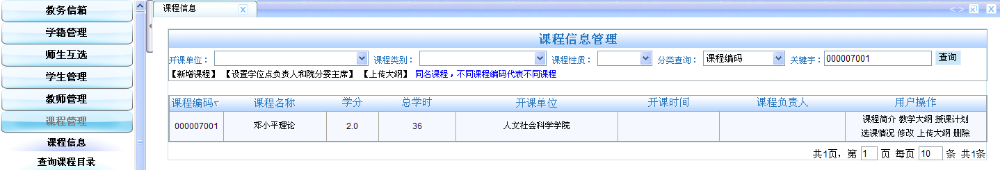 教务信箱
学籍管理
师生互选
学生管理
教师管理
课程管理
课程信息
查询课程目录
课程信息
课程信息管理
开课单位： 课程类别： 课程性质： 分类查询： 课程编码 关键字： 000007001 查询
【新增课程】 【设置学位点负责人和院分委主席】 【上传大纲】 同名课程，不同课程编码代表不同课程
课程编码 课程名称 学分 总学时 开课单位 开课时间 课程负责人 用户操作
000007001 邓小平理论 2.0 36 人文社会科学学院 课程简介 教学大纲 授课计划
选课情况 修改 上传大纲 删除
共1页，第 1 页 每页 10 条 共1条